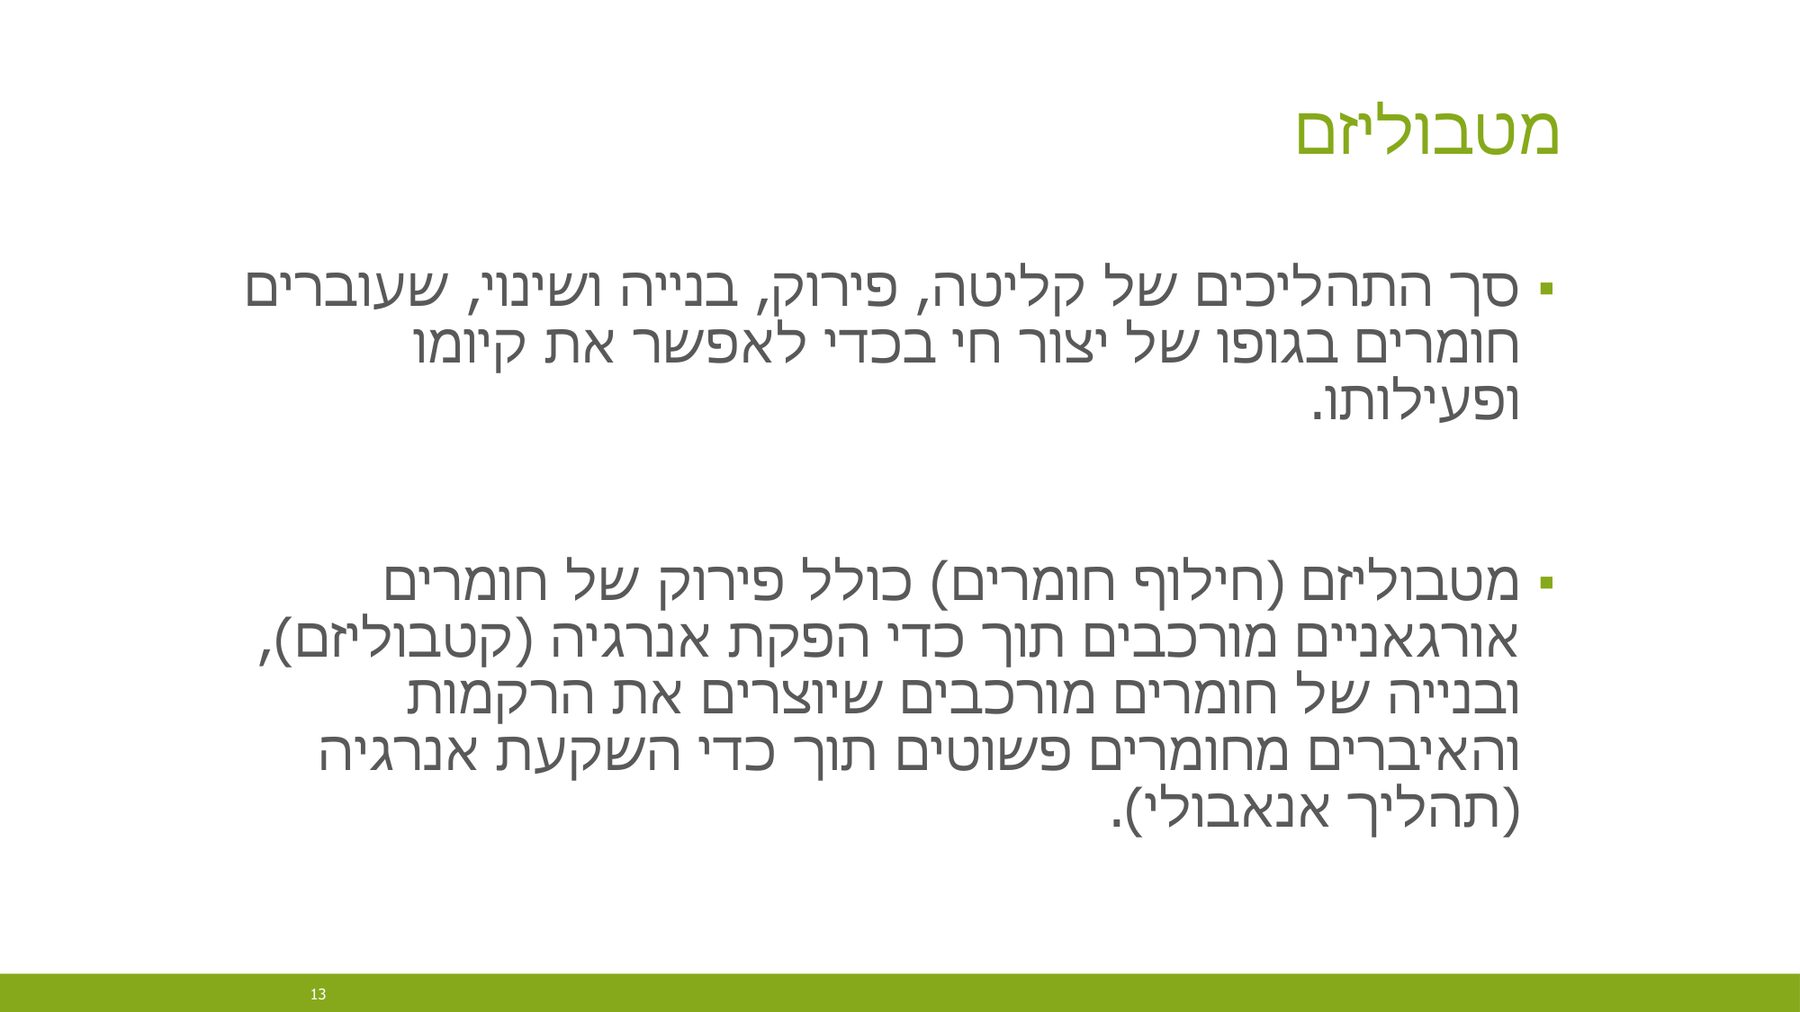 מטבוליזם
▪ סך התהליכים של קליטה, פירוק, בנייה ושינוי, שעוברים
חומרים בגופו של יצור חי בכדי לאפשר את קיומו
ופעילותו.
▪ מטבוליזם (חילוף חומרים) כולל פירוק של חומרים
אורגאניים מורכבים תוך כדי הפקת אנרגיה (קטבוליזם),
ובנייה של חומרים מורכבים שיוצרים את הרקמות
והאיברים מחומרים פשוטים תוך כדי השקעת אנרגיה
(תהליך אנאבולי).
13